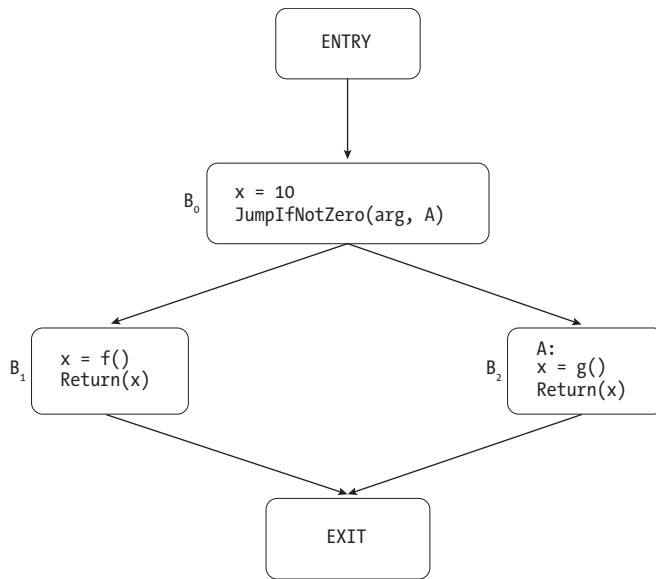 ENTRY
B₀
x = 10
JumpIfNotZero(arg, A)
B₁
x = f()
Return(x)
B₂
A:
x = g()
Return(x)
EXIT